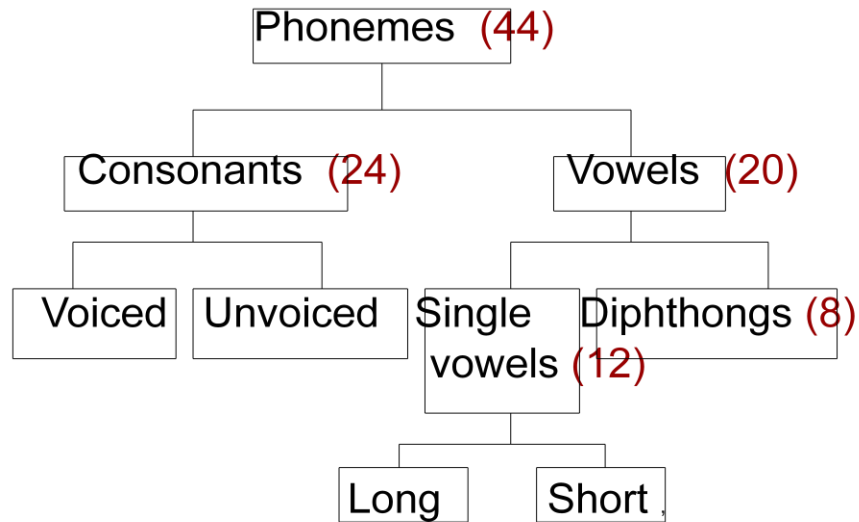 Phonemes (44)
Consonants (24)
Vowels (20)
Voiced
Unvoiced
Single
vowels (12)
Diphthongs (8)
Long
Short ,